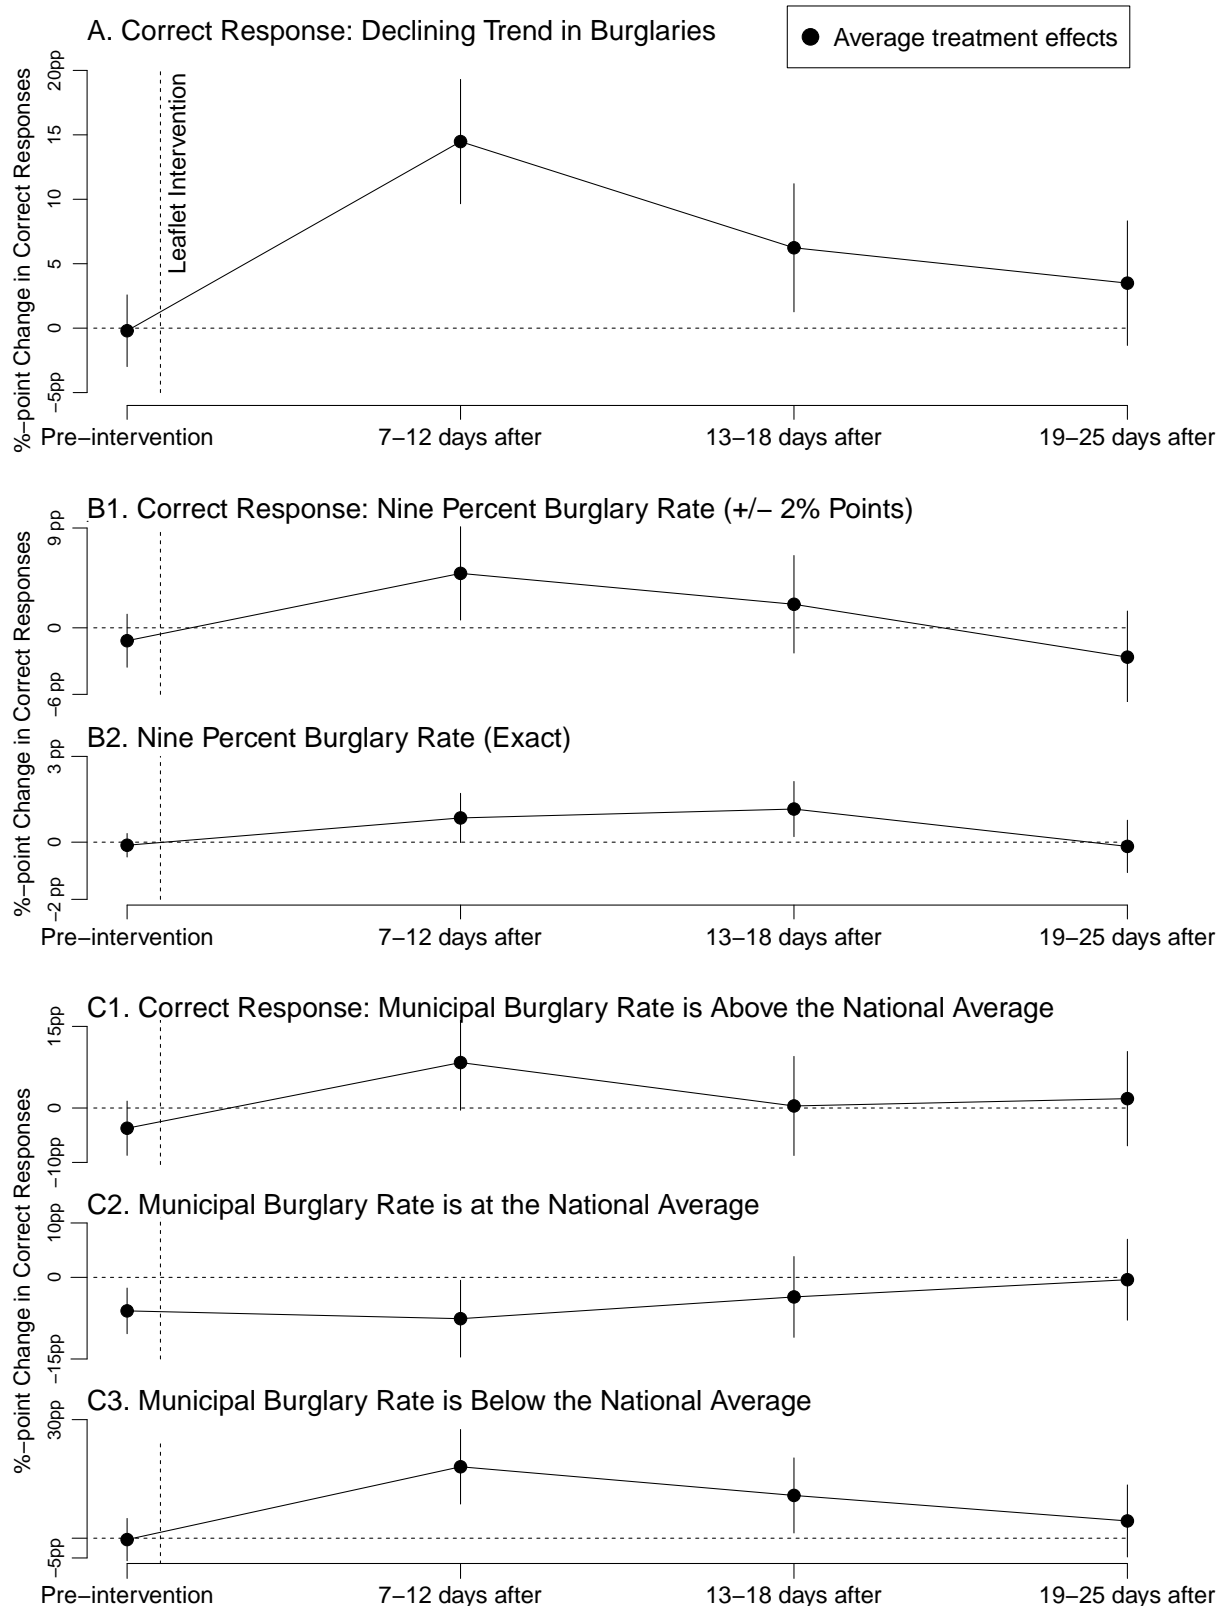 A. Correct Response: Declining Trend in Burglaries
● Average treatment effects
%−point Change in Correct Responses
20pp
15
10
5
0
−5pp
Leaflet Intervention
Pre−intervention 7−12 days after 13−18 days after 19−25 days after
B1. Correct Response: Nine Percent Burglary Rate (+/− 2% Points)
%−point Change in Correct Responses
9 pp
0
−6 pp
B2. Nine Percent Burglary Rate (Exact)
3 pp
0
−2 pp
Pre−intervention 7−12 days after 13−18 days after 19−25 days after
C1. Correct Response: Municipal Burglary Rate is Above the National Average
%−point Change in Correct Responses
15pp
0
−10pp
C2. Municipal Burglary Rate is at the National Average
10pp
0
−15pp
C3. Municipal Burglary Rate is Below the National Average
30pp
−5pp
Pre−intervention 7−12 days after 13−18 days after 19−25 days after